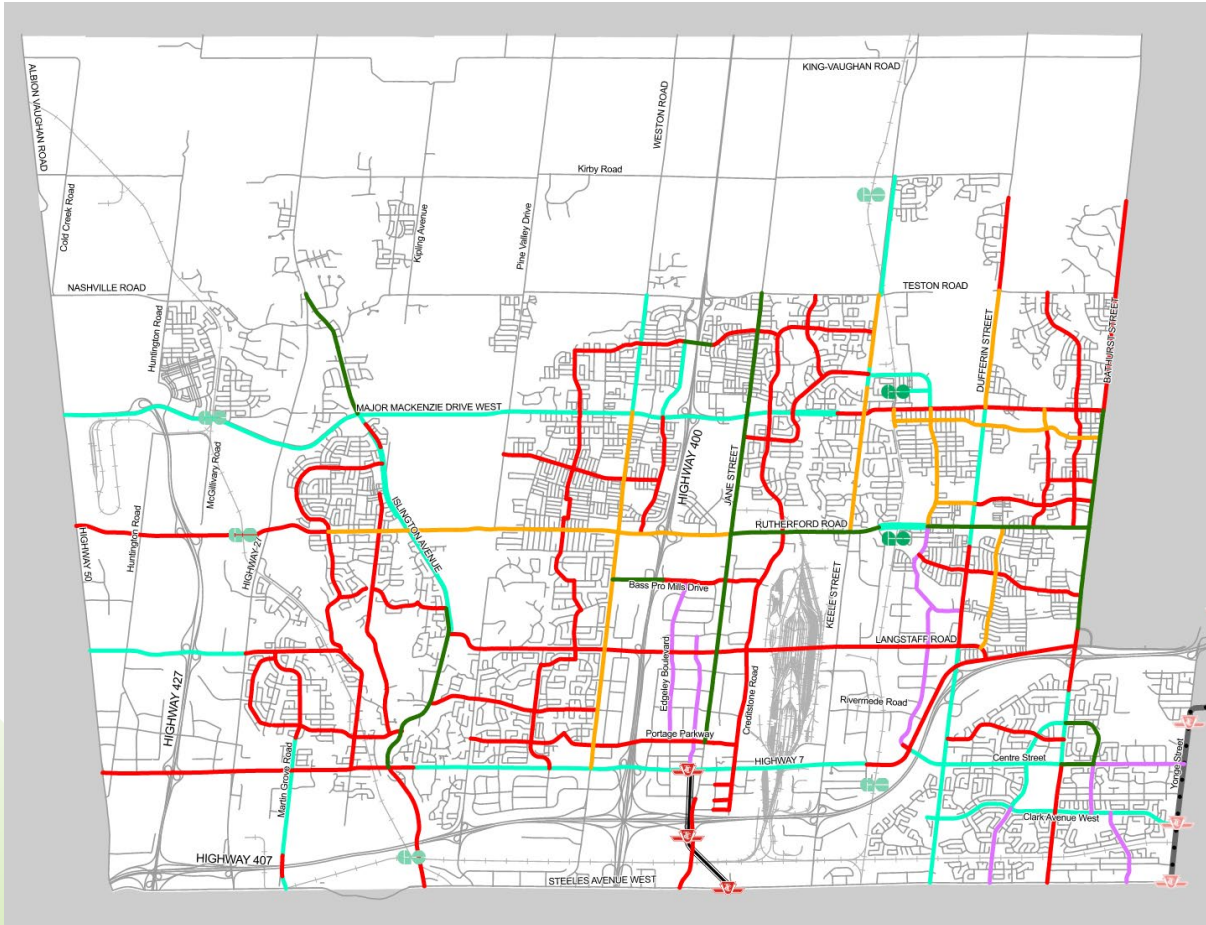 KING-VAUGHAN ROAD
ALBION VAUGHAN ROAD
WESTON ROAD
Kirby Road
Cold Creek Road
Kipling Avenue
Pine Valley Drive
NASHVILLE ROAD
TESTON ROAD
Huntington Road
DUFFERIN STREET
BATHURST STREET
MAJOR MACKENZIE DRIVE WEST
HIGHWAY 400
McGillivary Road
JANE STREET
ISLINGTON AVENUE
RUTHERFORD ROAD
HIGHWAY 50
Huntington Road
HIGHWAY 27
Bass Pro Mills Drive
KEELE STREET
LANGSTAFF ROAD
HIGHWAY 427
Edgeley Boulevard
Creditstone Road
Rivermede Road
Portage Parkway
HIGHWAY 7
Centre Street
Yonge Street
Martin Grove Road
Clark Avenue West
HIGHWAY 407
STEELES AVENUE WEST